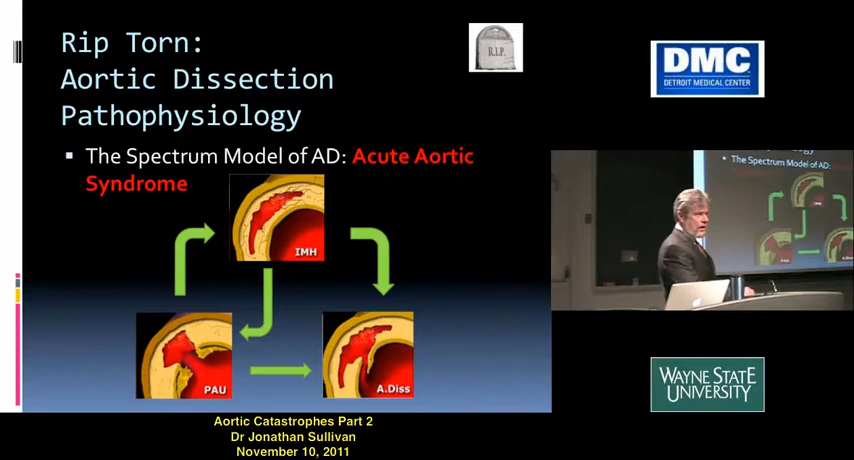 Rip Torn:
Aortic Dissection
Pathophysiology
R.I.P.
DMC
DETROIT MEDICAL CENTER
▪ The Spectrum Model of AD: Acute Aortic
Syndrome
▪ The Spectrum Model of AD:
IMH
PAU
A.Diss
WAYNE STATE
UNIVERSITY
Aortic Catastrophes Part 2
Dr Jonathan Sullivan
November 10, 2011